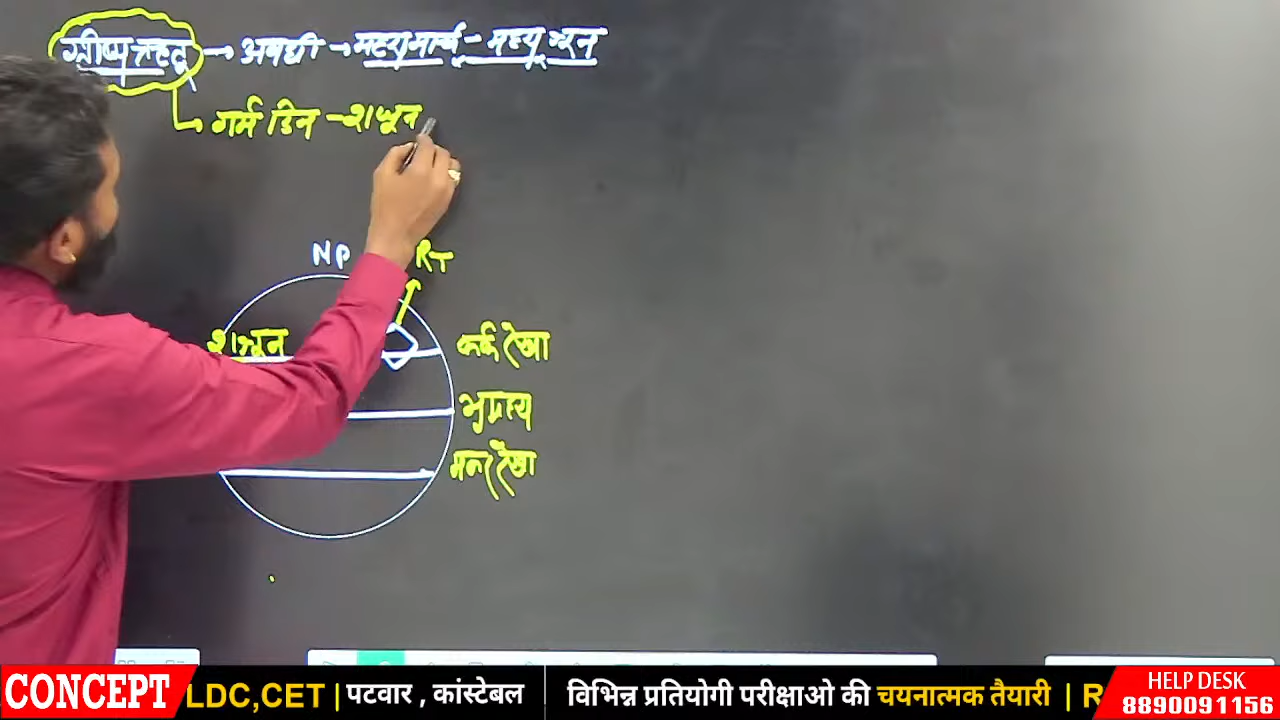 ग्रीष्म ऋतु → अवधी → मध्य मार्च - मध्य जून
गर्म दिन - 21 जून
NP RT
21 जून कर्क रेखा
भूमध्य
मकर रेखा
CONCEPT LDC,CET | पटवार , कांस्टेबल विभिन्न प्रतियोगी परीक्षाओ की चयनात्मक तैयारी | R
HELP DESK
8890091156